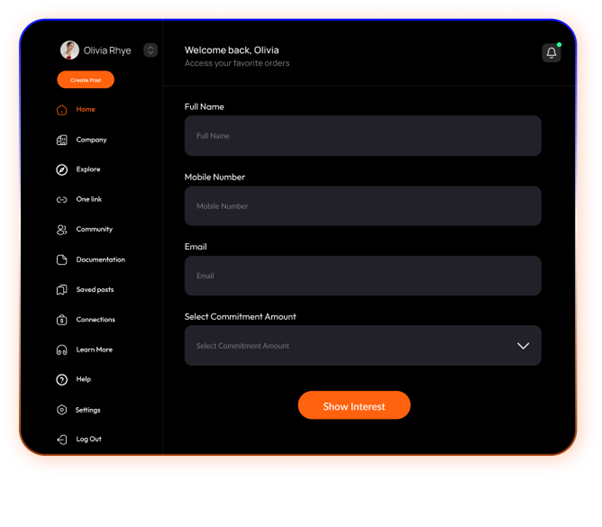 Olivia Rhye
Create Post
Home
Company
Explore
One link
Community
Documentation
Saved posts
Connections
Learn More
Help
Settings
Log Out
Welcome back, Olivia
Access your favorite orders
Full Name
Full Name
Mobile Number
Mobile Number
Email
Email
Select Commitment Amount
Select Commitment Amount
Show Interest